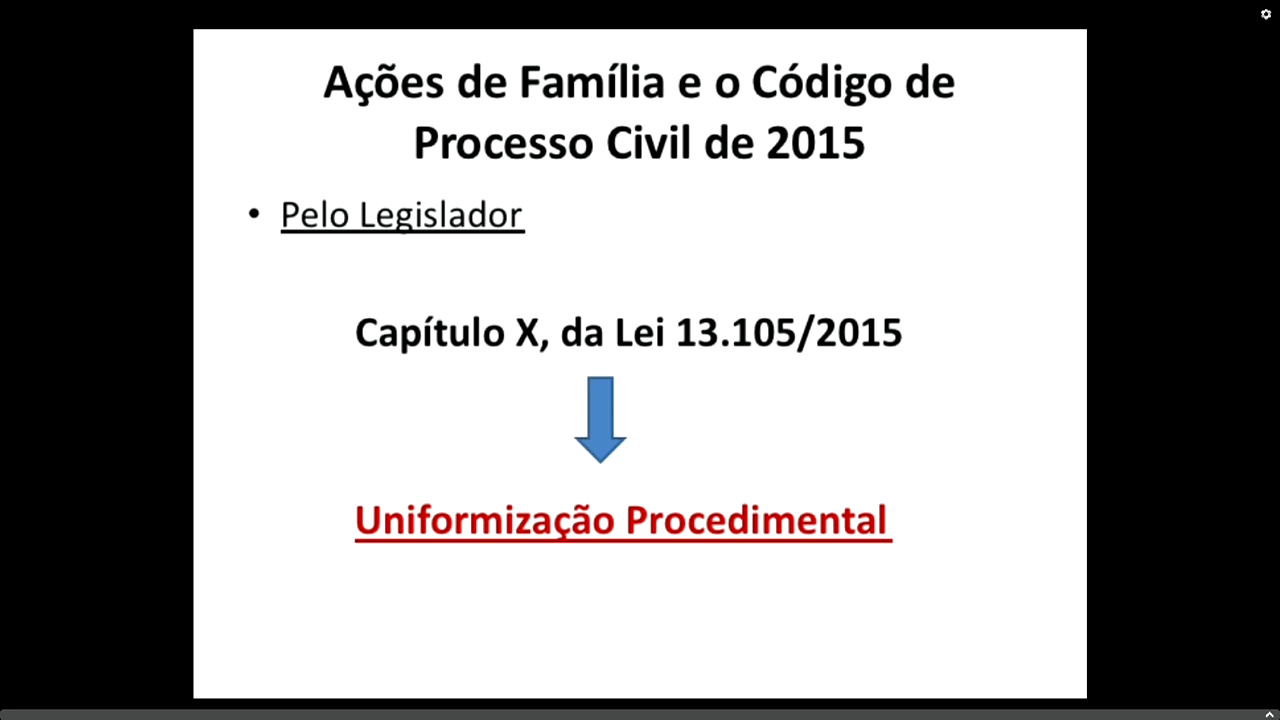 Ações de Família e o Código de
Processo Civil de 2015
• Pelo Legislador
Capítulo X, da Lei 13.105/2015
Uniformização Procedimental